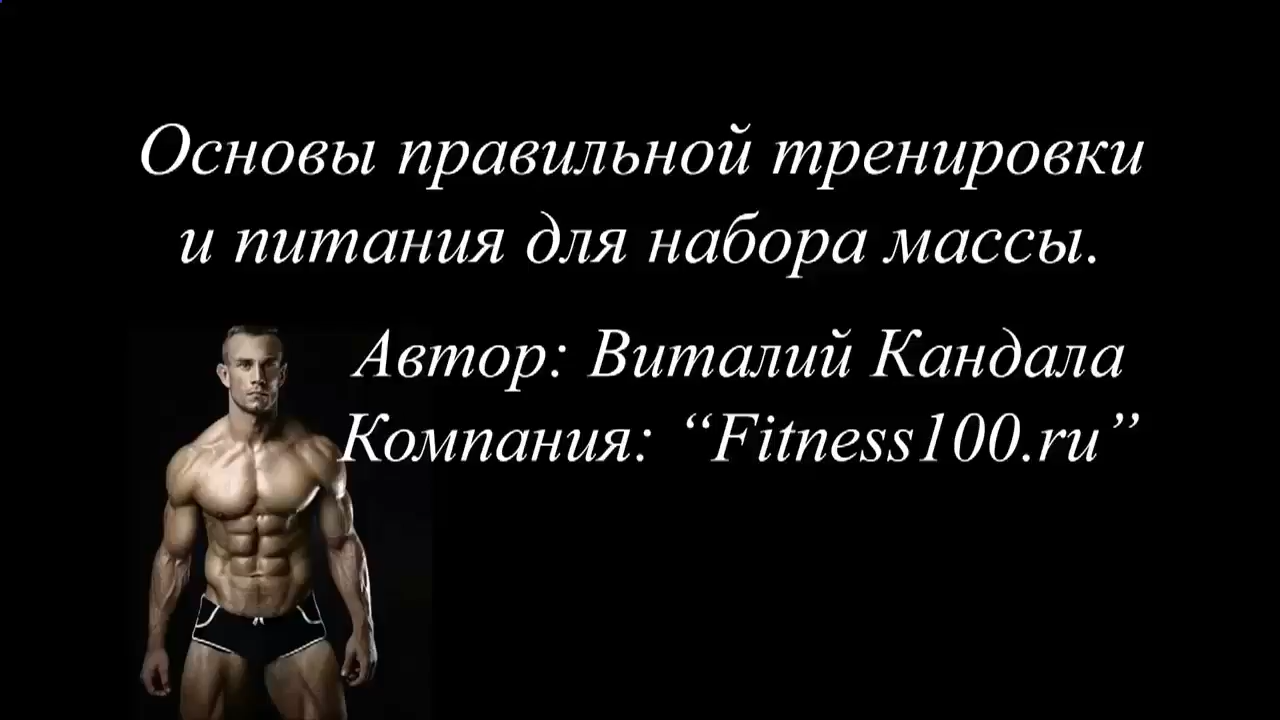 Основы правильной тренировки
и питания для набора массы.
Автор: Виталий Кандала
Компания: “Fitness100.ru”